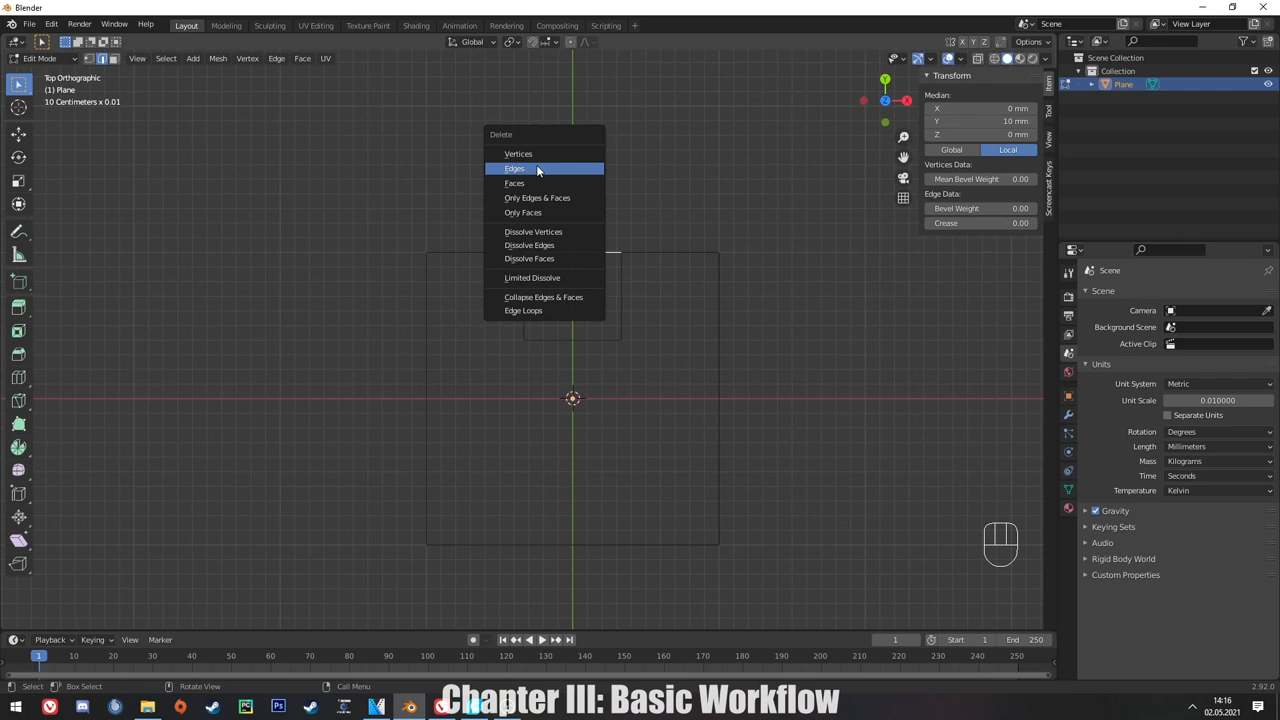 Blender
File Edit Render Window Help Layout Modeling Sculpting UV Editing Texture Paint Shading Animation Rendering Compositing Scripting + Scene View Layer
Global X Y Z Options
Edit Mode View Select Add Mesh Vertex Edge Face UV
Top Orthographic
(1) Plane
10 Centimeters x 0.01
Y
Z X
Delete
Vertices
Edges
Faces
Only Edges & Faces
Only Faces
Dissolve Vertices
Dissolve Edges
Dissolve Faces
Limited Dissolve
Collapse Edges & Faces
Edge Loops
Transform
Median:
X 0 mm
Y 10 mm
Z 0 mm
Global Local
Vertices Data:
Mean Bevel Weight 0.00
Edge Data:
Bevel Weight 0.00
Crease 0.00
Item
Tool
View
Screencast Keys
Scene Collection
Collection
Plane
Scene
Scene
Camera
Background Scene
Active Clip
Units
Unit System Metric
Unit Scale 0.010000
Separate Units
Rotation Degrees
Length Millimeters
Mass Kilograms
Time Seconds
Temperature Kelvin
Gravity
Keying Sets
Audio
Rigid Body World
Custom Properties
Playback Keying View Marker 1 Start 1 End 250
1 10 20 30 40 50 60 70 80 90 100 110 120 130 140 150 160 170 180 190 200 210 220 230 240 250
Select Box Select Rotate View Call Menu 2.92.0
Chapter III: Basic Workflow
14:16
02.05.2021